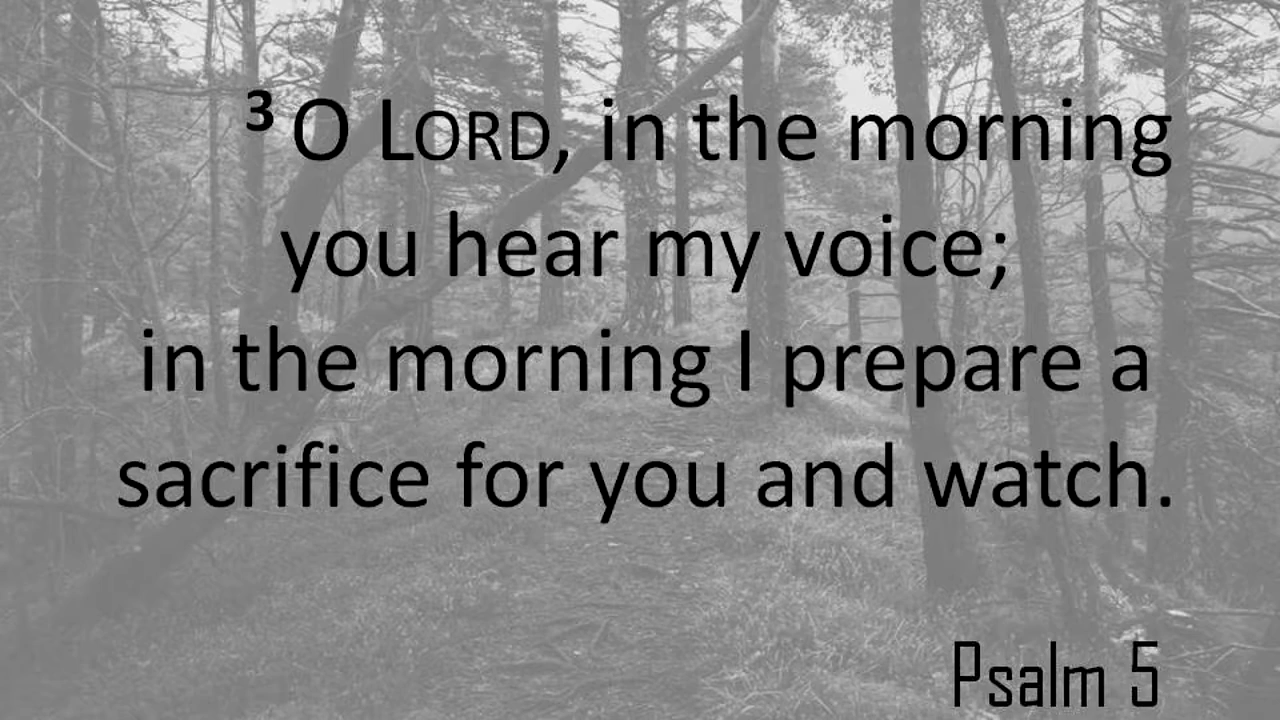 ³ O LORD, in the morning
you hear my voice;
in the morning I prepare a
sacrifice for you and watch.
Psalm 5